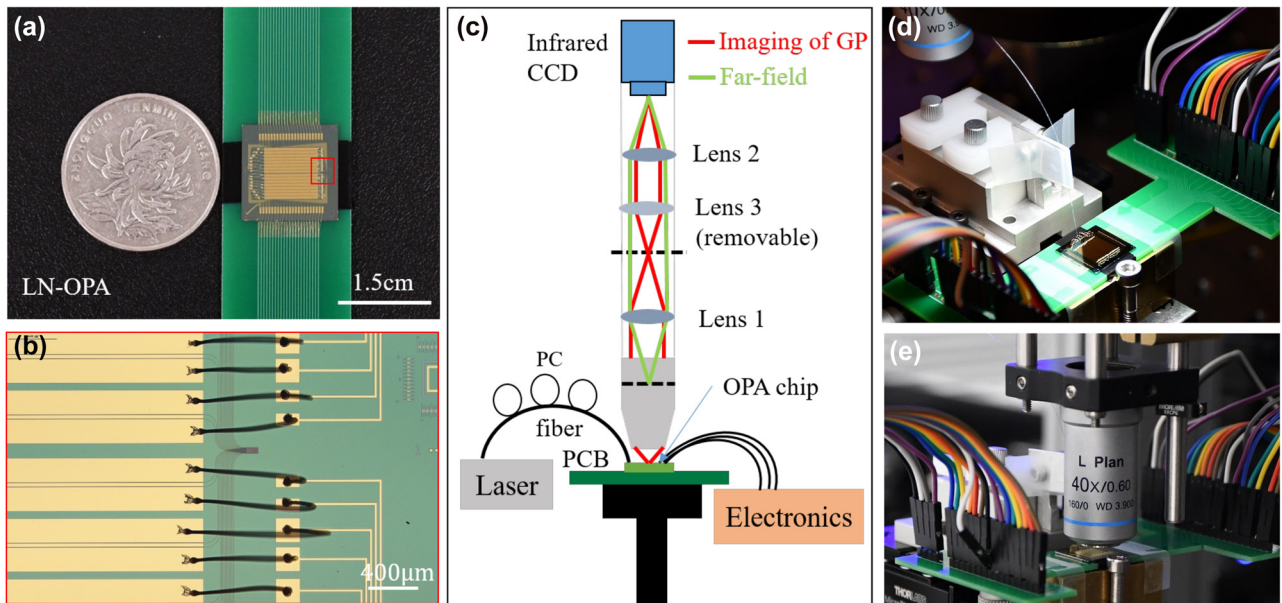 (a)
ZHONGGUO RENMIN YINHANG
LN-OPA
1.5cm
(b)
400μm
(c)
Infrared
CCD
Imaging of GP
Far-field
Lens 2
Lens 3
(removable)
Lens 1
PC
fiber
OPA chip
PCB
Laser
Electronics
(d)
(e)
L Plan
40X/0.60
160/0 WD 3.900
THORLABS